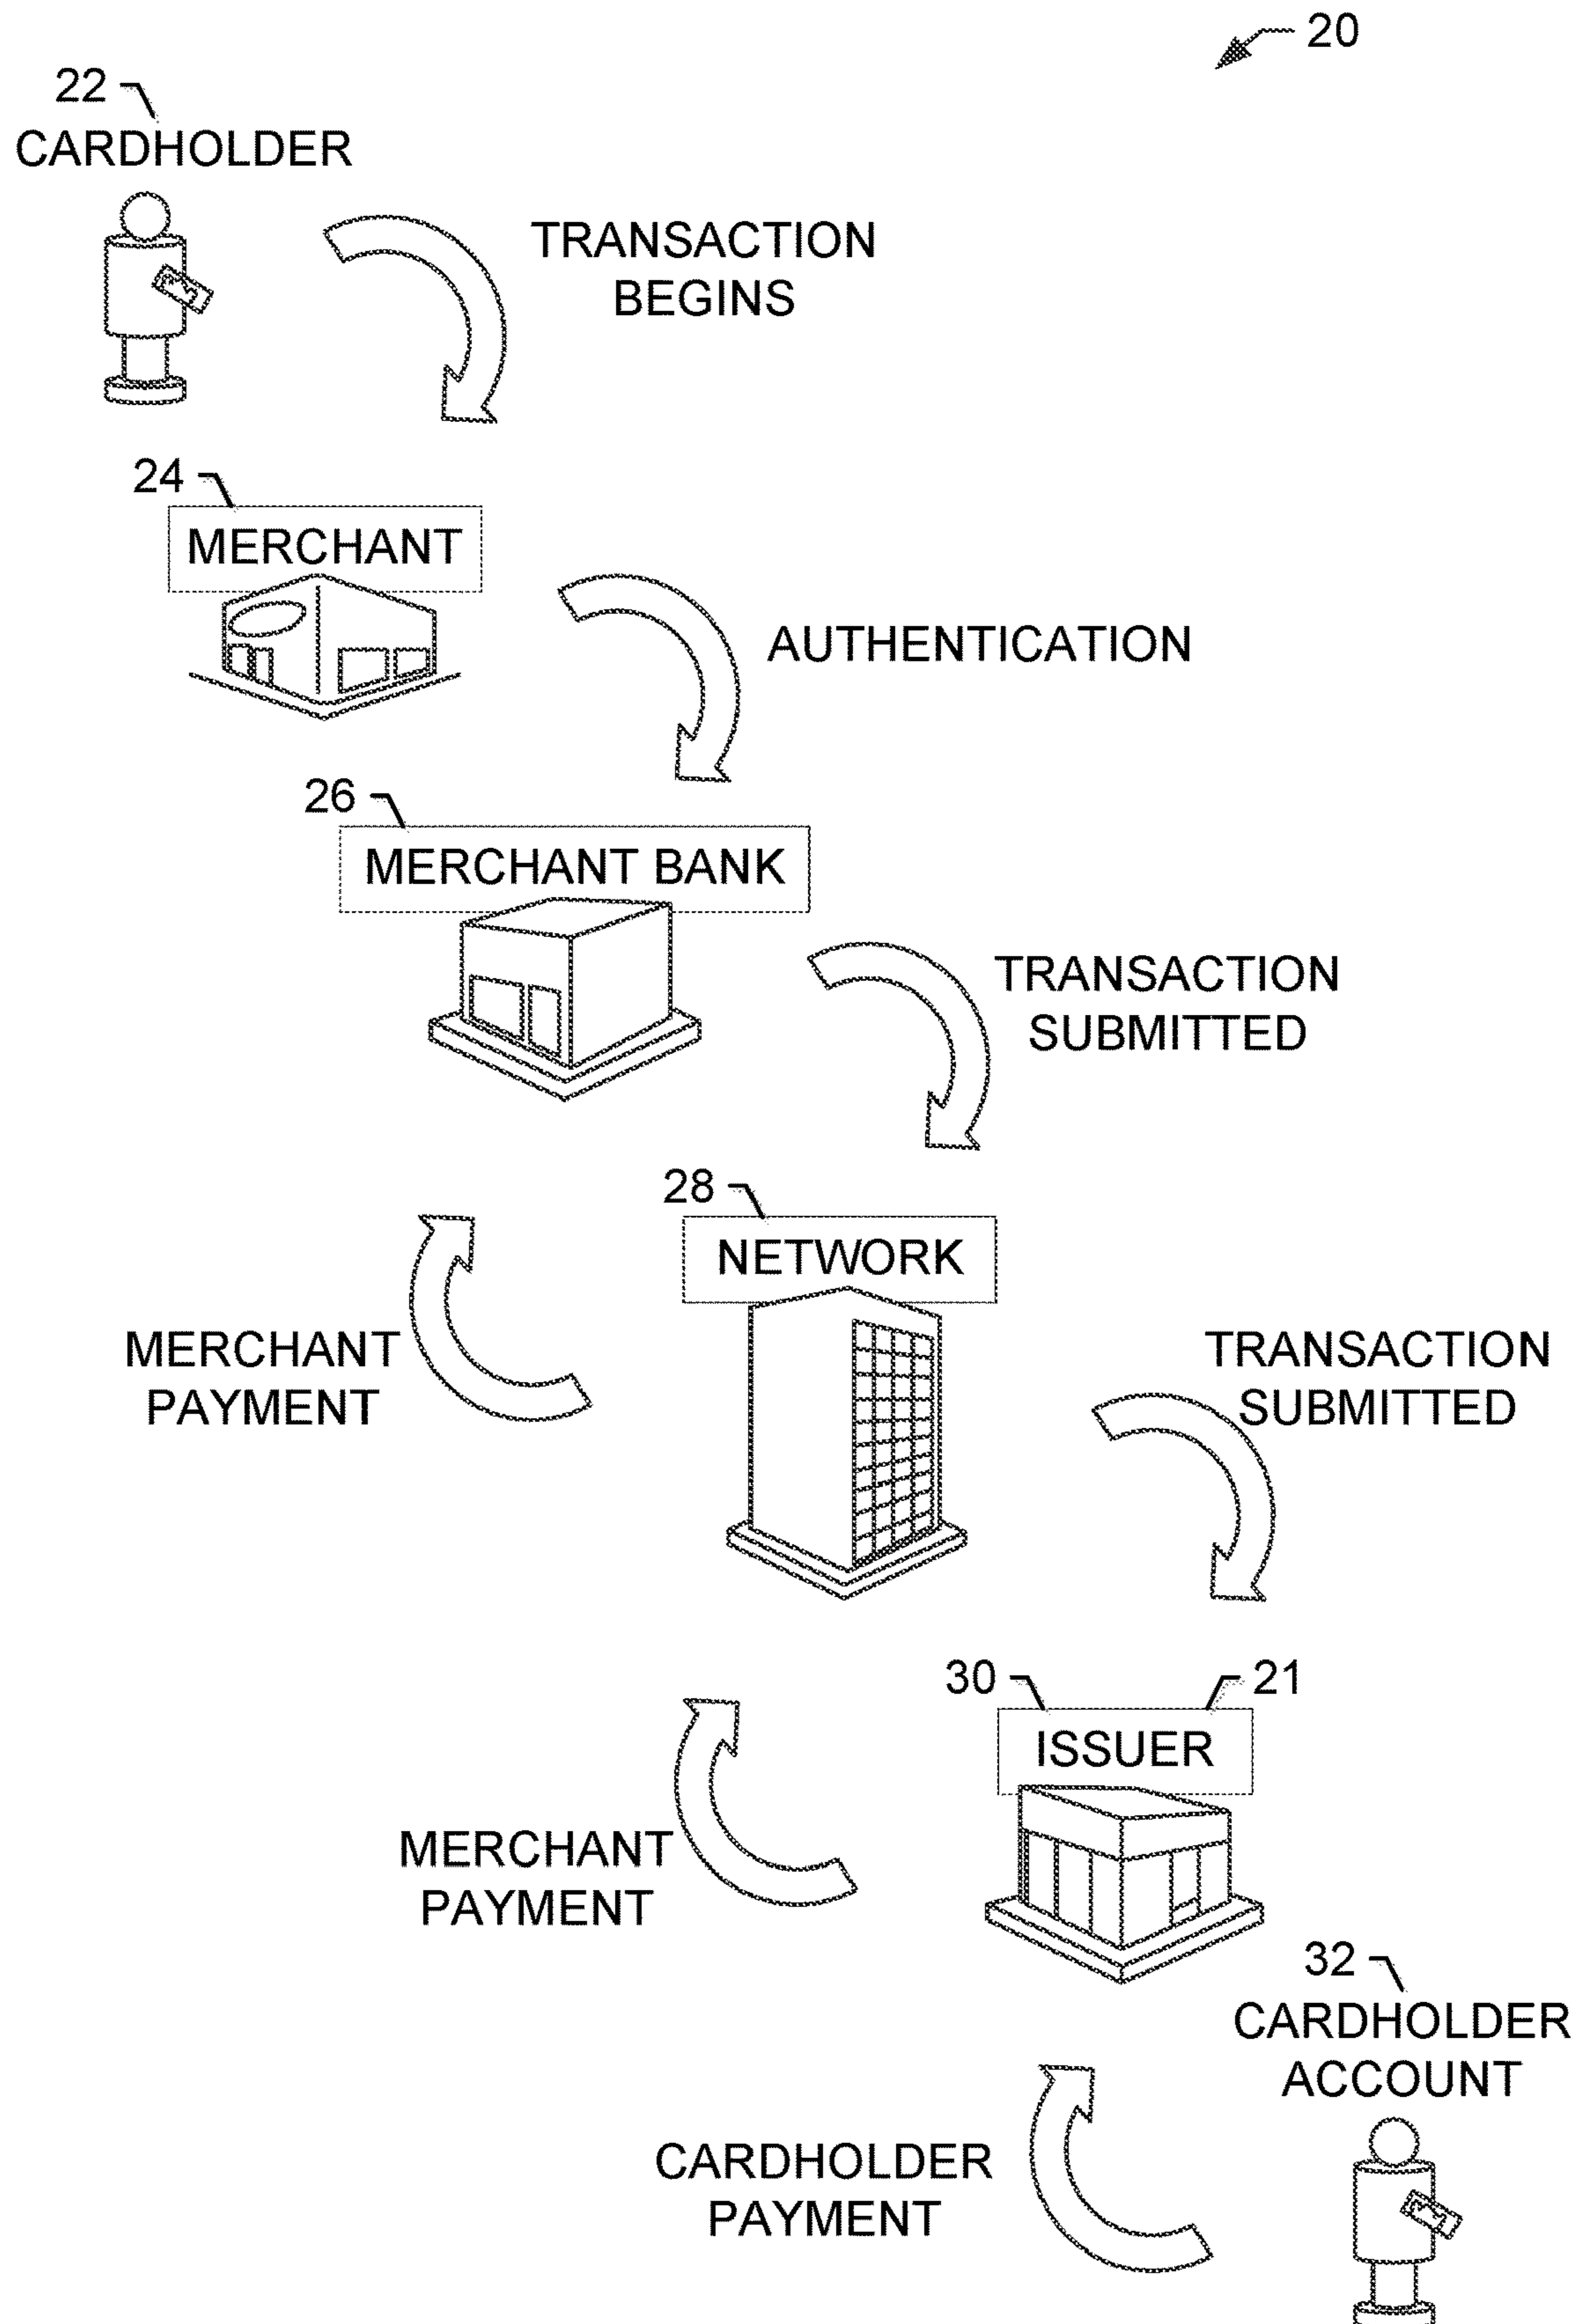 20
22
CARDHOLDER
TRANSACTION
BEGINS
24
MERCHANT
AUTHENTICATION
26
MERCHANT BANK
TRANSACTION
SUBMITTED
28
NETWORK
MERCHANT
PAYMENT
TRANSACTION
SUBMITTED
30
21
ISSUER
MERCHANT
PAYMENT
32
CARDHOLDER
ACCOUNT
CARDHOLDER
PAYMENT